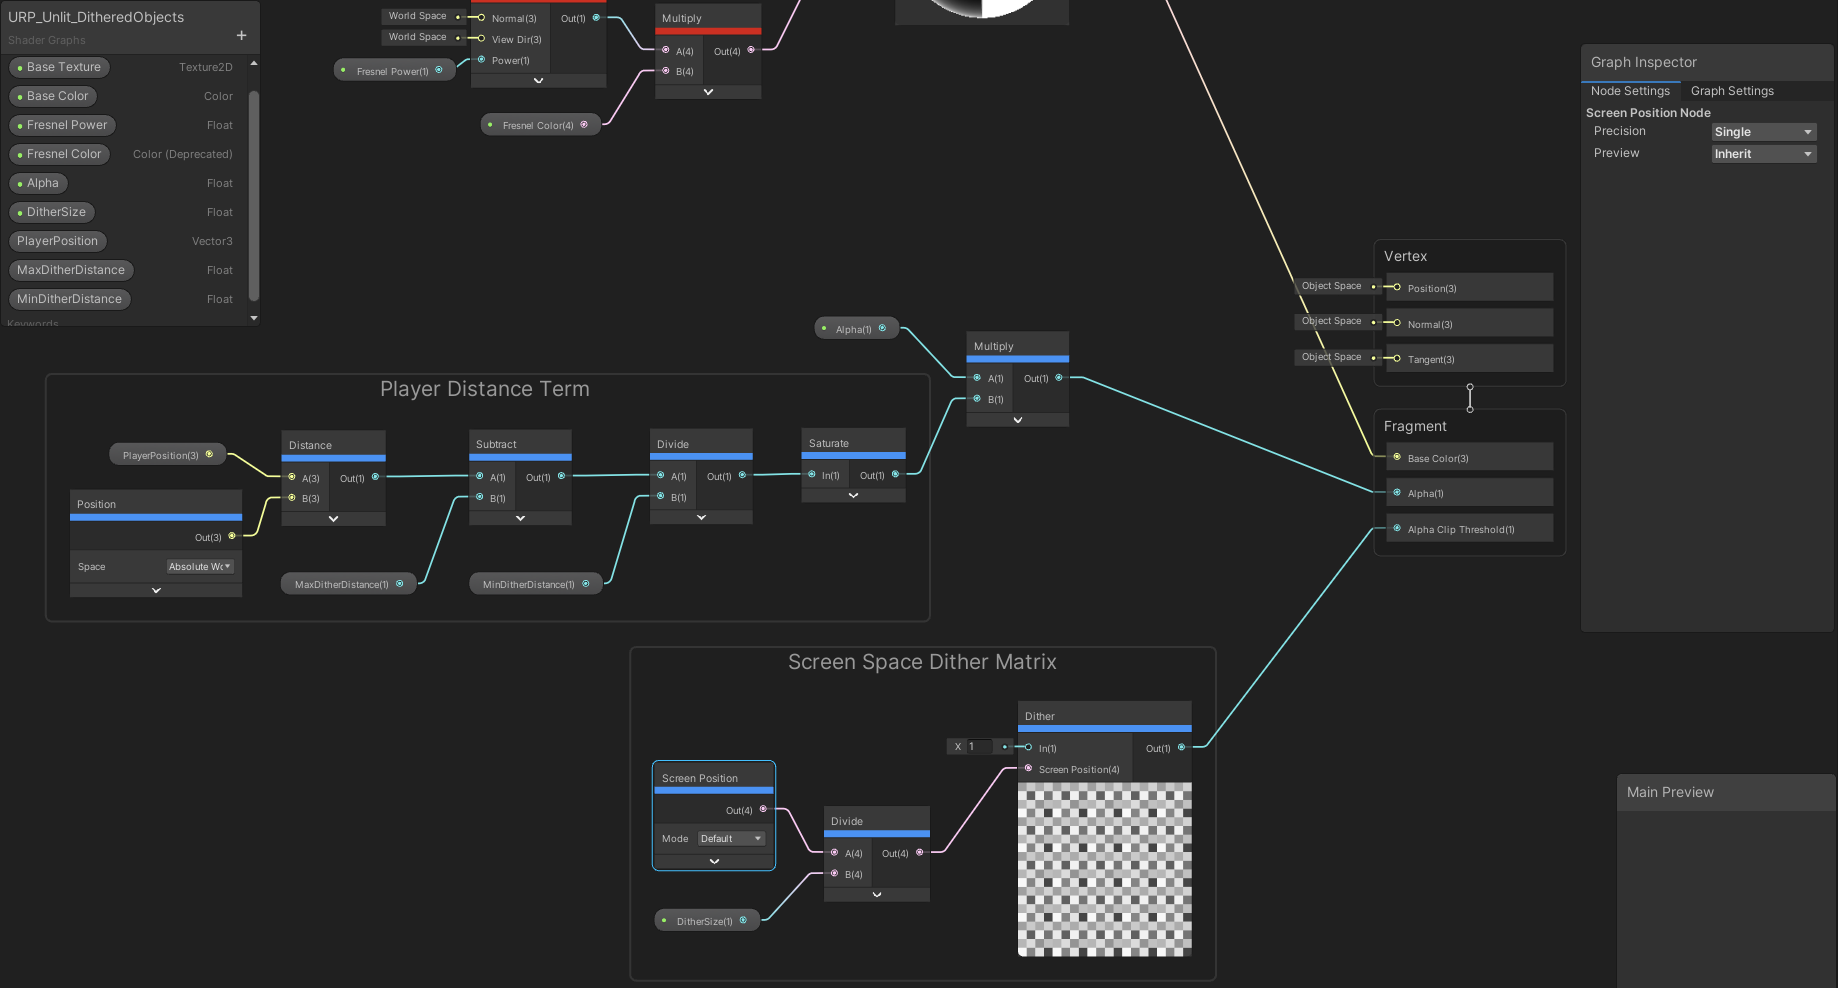 URP_Unlit_DitheredObjects
Shader Graphs
+
Base Texture Texture2D
Base Color Color
Fresnel Power Float
Fresnel Color Color (Deprecated)
Alpha Float
DitherSize Float
PlayerPosition Vector3
MaxDitherDistance Float
MinDitherDistance Float
Keywords
World Space
World Space
Normal(3)
View Dir(3)
Power(1)
Out(1)
Fresnel Power(1)
Multiply
A(4)
B(4)
Out(4)
Fresnel Color(4)
Graph Inspector
Node Settings Graph Settings
Screen Position Node
Precision Single
Preview Inherit
Vertex
Object Space Position(3)
Object Space Normal(3)
Object Space Tangent(3)
Fragment
Base Color(3)
Alpha(1)
Alpha Clip Threshold(1)
Alpha(1)
Multiply
A(1) Out(1)
B(1)
Player Distance Term
PlayerPosition(3)
Position
Out(3)
Space Absolute Wo
Distance
A(3) Out(1)
B(3)
MaxDitherDistance(1)
Subtract
A(1) Out(1)
B(1)
MinDitherDistance(1)
Divide
A(1) Out(1)
B(1)
Saturate
In(1) Out(1)
Screen Space Dither Matrix
Screen Position
Out(4)
Mode Default
DitherSize(1)
Divide
A(4) Out(4)
B(4)
Dither
X 1 In(1) Out(1)
Screen Position(4)
Main Preview